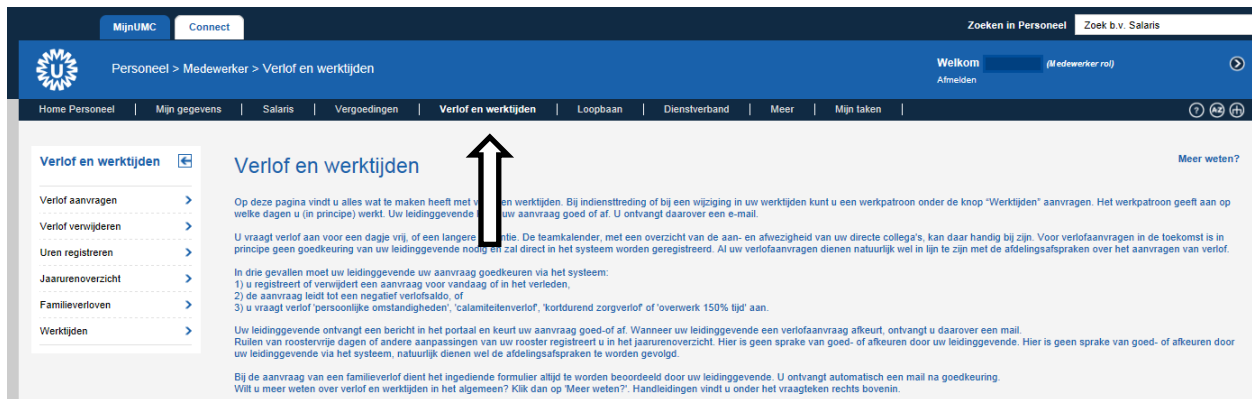 MijnUMC Connect Zoeken in Personeel Zoek b.v. Salaris
U Personeel > Medewerker > Verlof en werktijden Welkom (Medewerker rol)
Afmelden
Home Personeel | Mijn gegevens | Salaris | Vergoedingen | Verlof en werktijden | Loopbaan | Dienstverband | Meer | Mijn taken | ? AZ
Verlof en werktijden
Verlof aanvragen >
Verlof verwijderen >
Uren registreren >
Jaarurenoverzicht >
Familieverloven >
Werktijden >
Verlof en werktijden
Meer weten?
Op deze pagina vindt u alles wat te maken heeft met v en werktijden. Bij indiensttreding of bij een wijziging in uw werktijden kunt u een werkpatroon onder de knop “Werktijden” aanvragen. Het werkpatroon geeft aan op
welke dagen u (in principe) werkt. Uw leidinggevende uw aanvraag goed of af. U ontvangt daarover een e-mail.
U vraagt verlof aan voor een dagje vrij, of een langere ntie. De teamkalender, met een overzicht van de aan- en afwezigheid van uw directe collega's, kan daar handig bij zijn. Voor verlofaanvragen in de toekomst is in
principe geen goedkeuring van uw leidinggevende nodig en zal direct in het systeem worden geregistreerd. Al uw verlofaanvragen dienen natuurlijk wel in lijn te zijn met de afdelingsafspraken over het aanvragen van verlof.
In drie gevallen moet uw leidinggevende uw aanvraag goedkeuren via het systeem:
1) u registreert of verwijdert een aanvraag voor vandaag of in het verleden,
2) de aanvraag leidt tot een negatief verlofsaldo, of
3) u vraagt verlof 'persoonlijke omstandigheden', 'calamiteitenverlof', 'kortdurend zorgverlof' of 'overwerk 150% tijd' aan.
Uw leidinggevende ontvangt een bericht in het portaal en keurt uw aanvraag goed-of af. Wanneer uw leidinggevende een verlofaanvraag afkeurt, ontvangt u daarover een mail.
Ruilen van roostervrije dagen of andere aanpassingen van uw rooster registreert u in het jaarurenoverzicht. Hier is geen sprake van goed- of afkeuren door uw leidinggevende. Hier is geen sprake van goed- of afkeuren door
uw leidinggevende via het systeem, natuurlijk dienen wel de afdelingsafspraken te worden gevolgd.
Bij de aanvraag van een familieverlof dient het ingediende formulier altijd te worden beoordeeld door uw leidinggevende. U ontvangt automatisch een mail na goedkeuring.
Wilt u meer weten over verlof en werktijden in het algemeen? Klik dan op 'Meer weten?'. Handleidingen vindt u onder het vraagteken rechts bovenin.